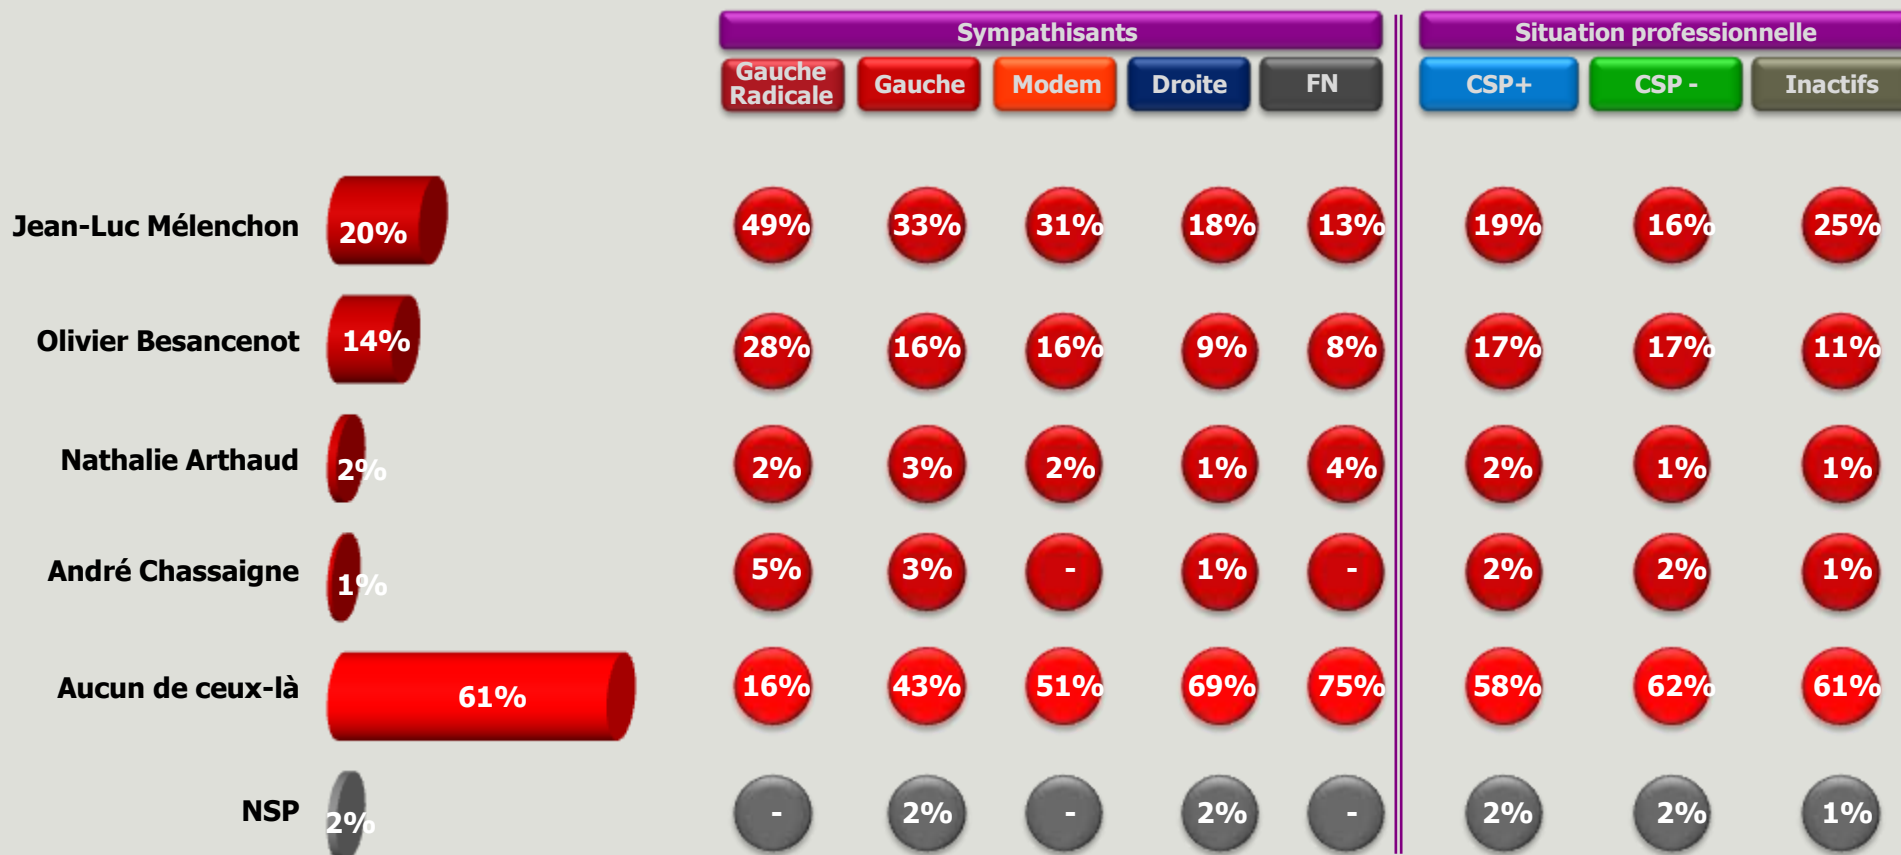 Sympathisants
Situation professionnelle
Gauche
Radicale
Gauche
Modem
Droite
FN
CSP+
CSP -
Inactifs
Jean-Luc Mélenchon 20% 49% 33% 31% 18% 13% 19% 16% 25%
Olivier Besancenot 14% 28% 16% 16% 9% 8% 17% 17% 11%
Nathalie Arthaud 2% 2% 3% 2% 1% 4% 2% 1% 1%
André Chassaigne 1% 5% 3% - 1% - 2% 2% 1%
Aucun de ceux-là 61% 16% 43% 51% 69% 75% 58% 62% 61%
NSP 2% - 2% - 2% - 2% 2% 1%